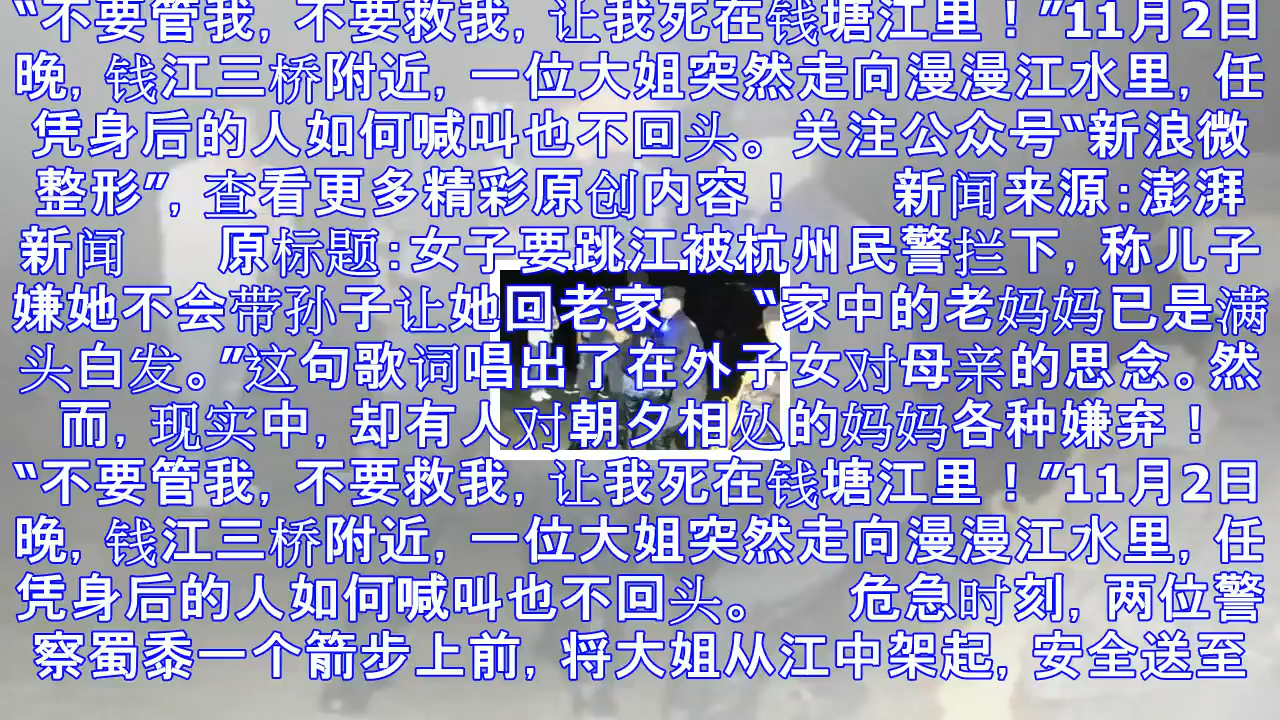 “不要管我, 不要救我, 让我死在钱塘江里！”11月2日
晚, 钱江三桥附近, 一位大姐突然走向漫漫江水里, 任
凭身后的人如何喊叫也不回头。关注公众号“新浪微
整形”, 查看更多精彩原创内容！ 新闻来源:澎湃
新闻 原标题:女子要跳江被杭州民警拦下, 称儿子
嫌她不会带孙子让她回老家 “家中的老妈妈已是满
头白发。”这句歌词唱出了在外子女对母亲的思念。然
而, 现实中, 却有人对朝夕相处的妈妈各种嫌弃！
“不要管我, 不要救我, 让我死在钱塘江里！”11月2日
晚, 钱江三桥附近, 一位大姐突然走向漫漫江水里, 任
凭身后的人如何喊叫也不回头。 危急时刻, 两位警
察蜀黍一个箭步上前, 将大姐从江中架起, 安全送至